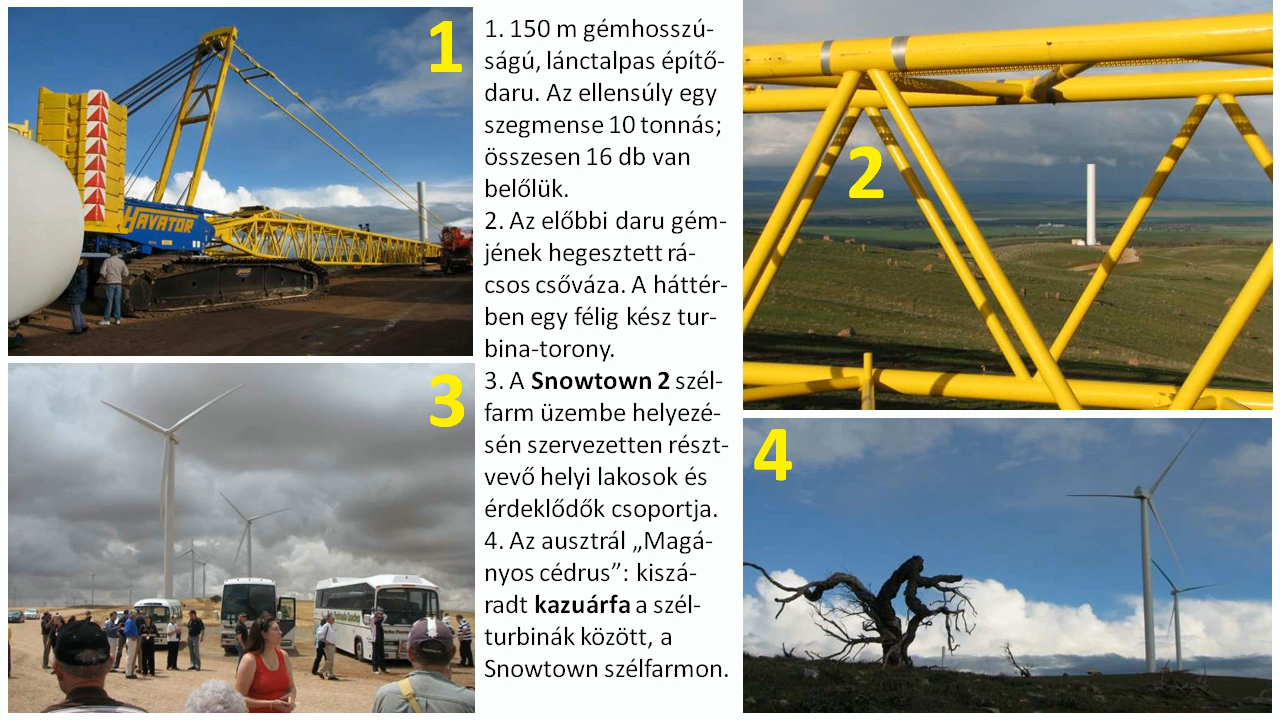 1
HAVATOR
1. 150 m gémhosszú-
ságú, lánctalpas építő-
daru. Az ellensúly egy
szegmense 10 tonnás;
összesen 16 db van
belőlük.
2. Az előbbi daru gém-
jének hegesztett rá-
csos csőváza. A háttér-
ben egy félig kész tur-
bina-torony.
3. A Snowtown 2 szél-
farm üzembe helyezé-
sén szervezetten részt-
vevő helyi lakosok és
érdeklődők csoportja.
4. Az ausztrál „Magá-
nyos cédrus”: kiszá-
radt kazuárfa a szél-
turbinák között, a
Snowtown szélfarmon.
2
3
4